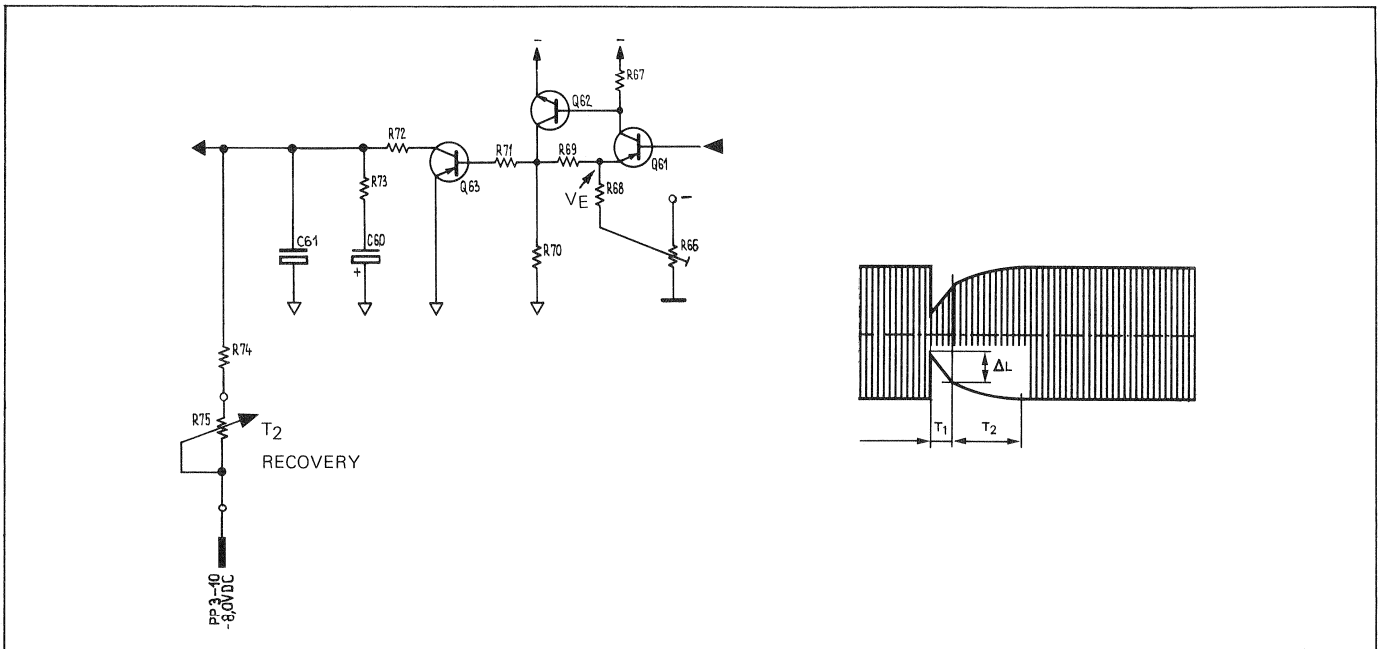 R67
Q62
R72
R71
R69
Q61
R73
Q63
VE
R68
C61
C60
+
R70
R65
-
R74
R75
T2
RECOVERY
PP3-10
-8,0VDC
ΔL
T1
T2